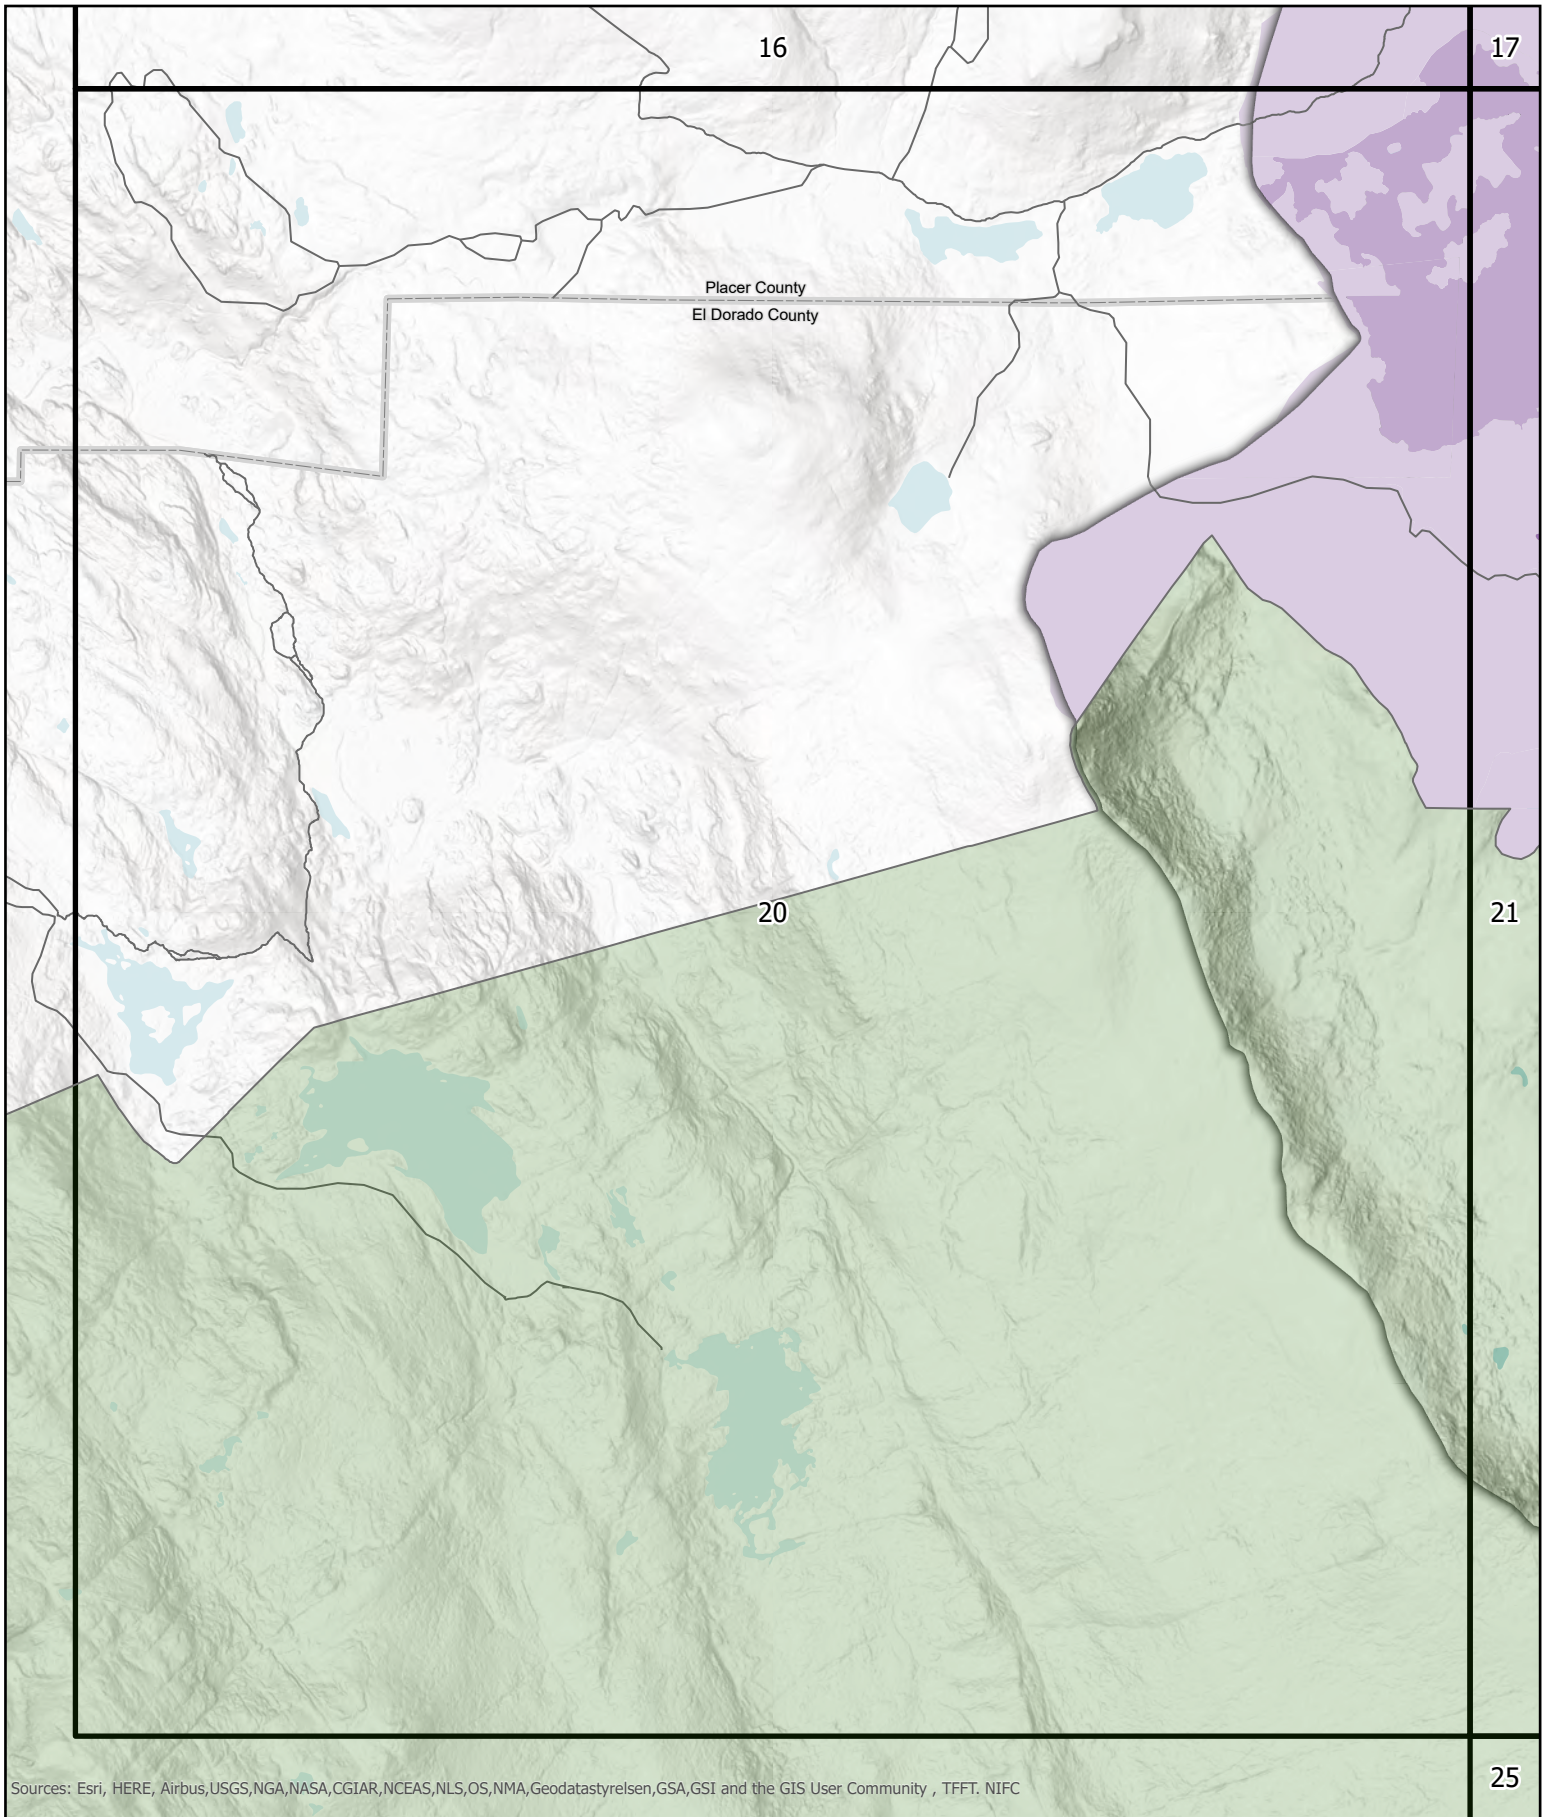 16
17
Placer County
El Dorado County
20
21
25
Sources: Esri, HERE, Airbus,USGS,NGA,NASA,CGIAR,NCEAS,NLS,OS,NMA,Geodatastyrelsen,GSA,GSI and the GIS User Community , TFFT. NIFC